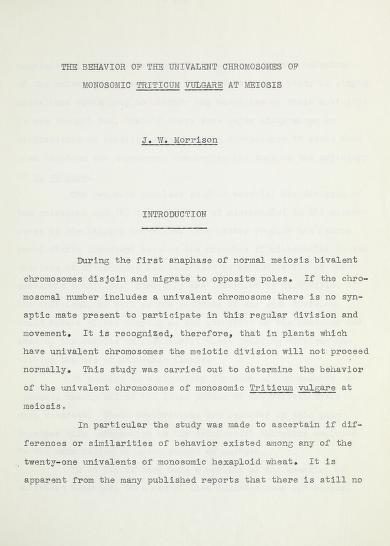 THE BEHAVIOR OF THE UNIVALENT CHROMOSOMES OF
MONOSOMIC TRITICUM VULGARE AT MEIOSIS
J. W. Morrison
INTRODUCTION
During the first anaphase of normal meiosis bivalent
chromosomes disjoin and migrate to opposite poles. If the chro-
mosomal number includes a univalent chromosome there is no syn-
aptic mate present to participate in this regular division and
movement. It is recognized, therefore, that in plants which
have univalent chromosomes the meiotic division will not proceed
normally. This study was carried out to determine the behavior
of the univalent chromosomes of monosomic Triticum vulgare at
meiosis.
In particular the study was made to ascertain if dif-
ferences or similarities of behavior existed among any of the
twenty-one univalents of monosomic hexaploid wheat. It is
apparent from the many published reports that there is still no